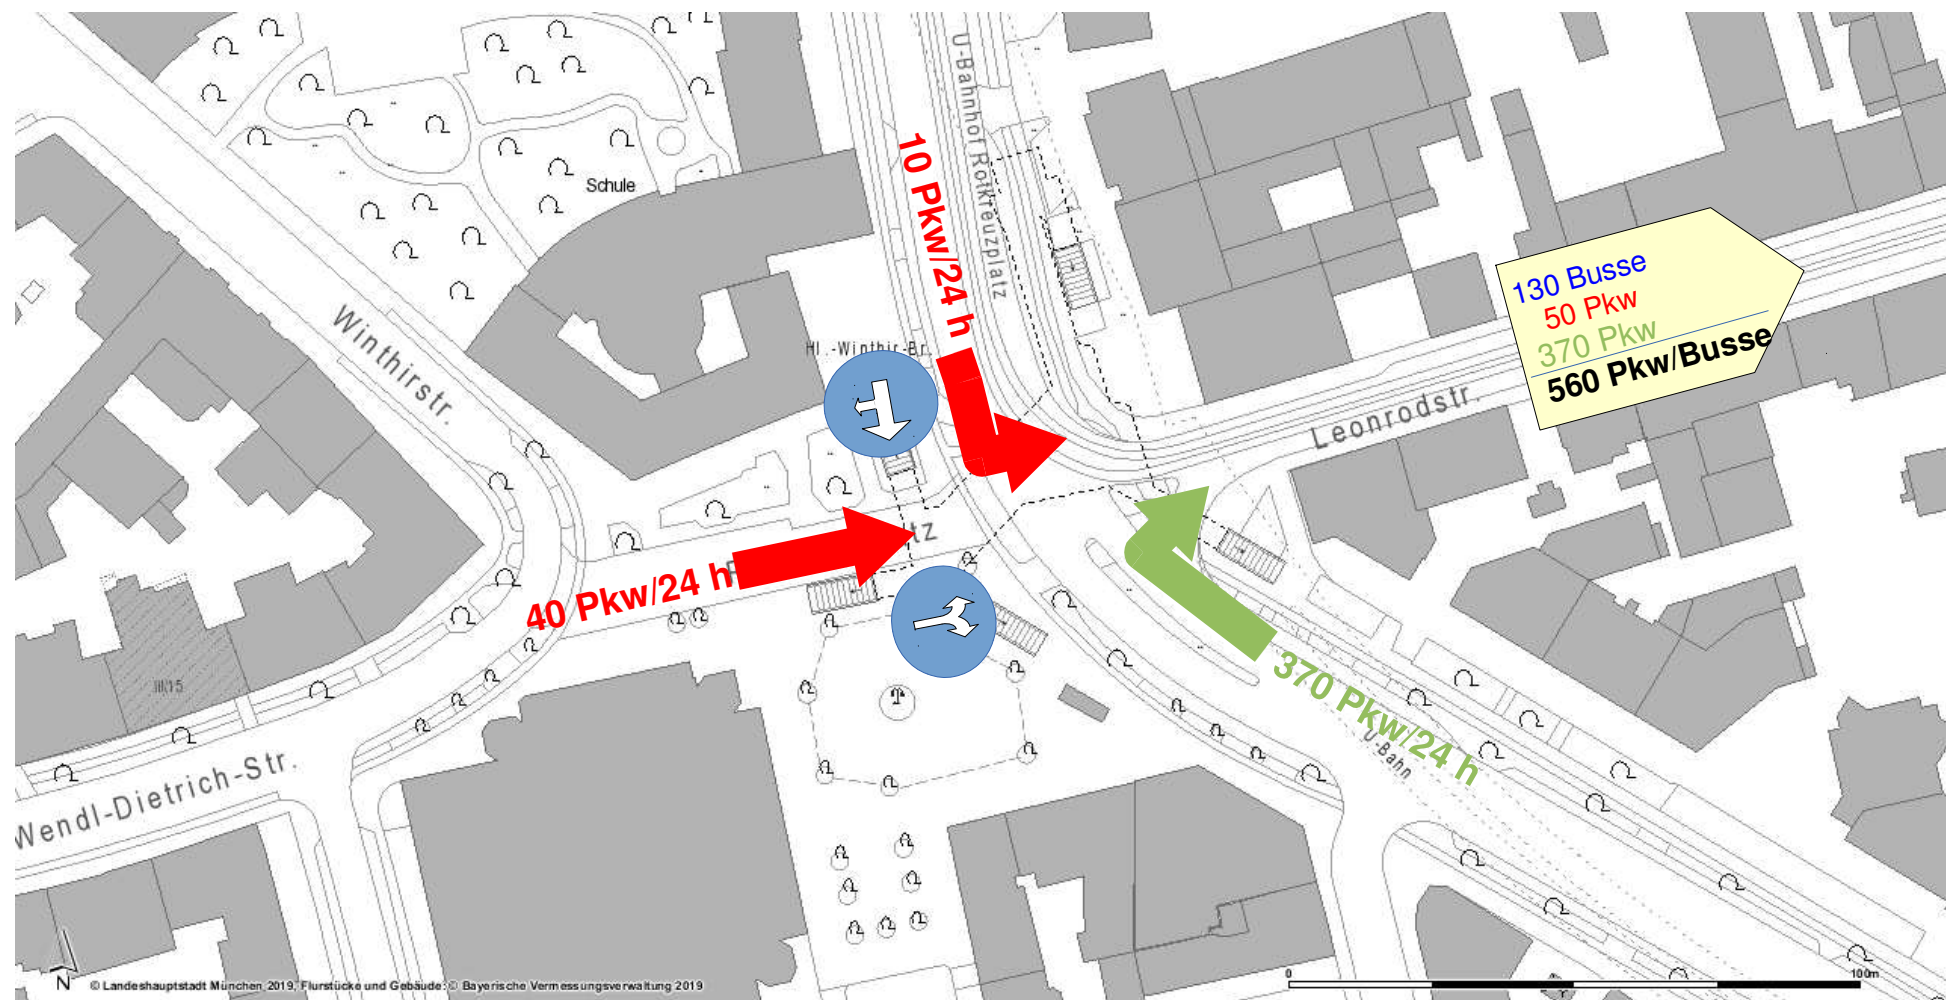 U-Bahnhof Rotkreuzplatz
10 Pkw/24 h
Schule
Winthirstr.
Hl.-Winthir-Br.
130 Busse
50 Pkw
370 Pkw
560 Pkw/Busse
Leonrodstr.
tz
40 Pkw/24 h
370 Pkw/24 h
U-Bahn
Wendl-Dietrich-Str.
N
© Landeshauptstadt München 2019, Flurstücke und Gebäude: © Bayerische Vermessungsverwaltung 2019
0
100m